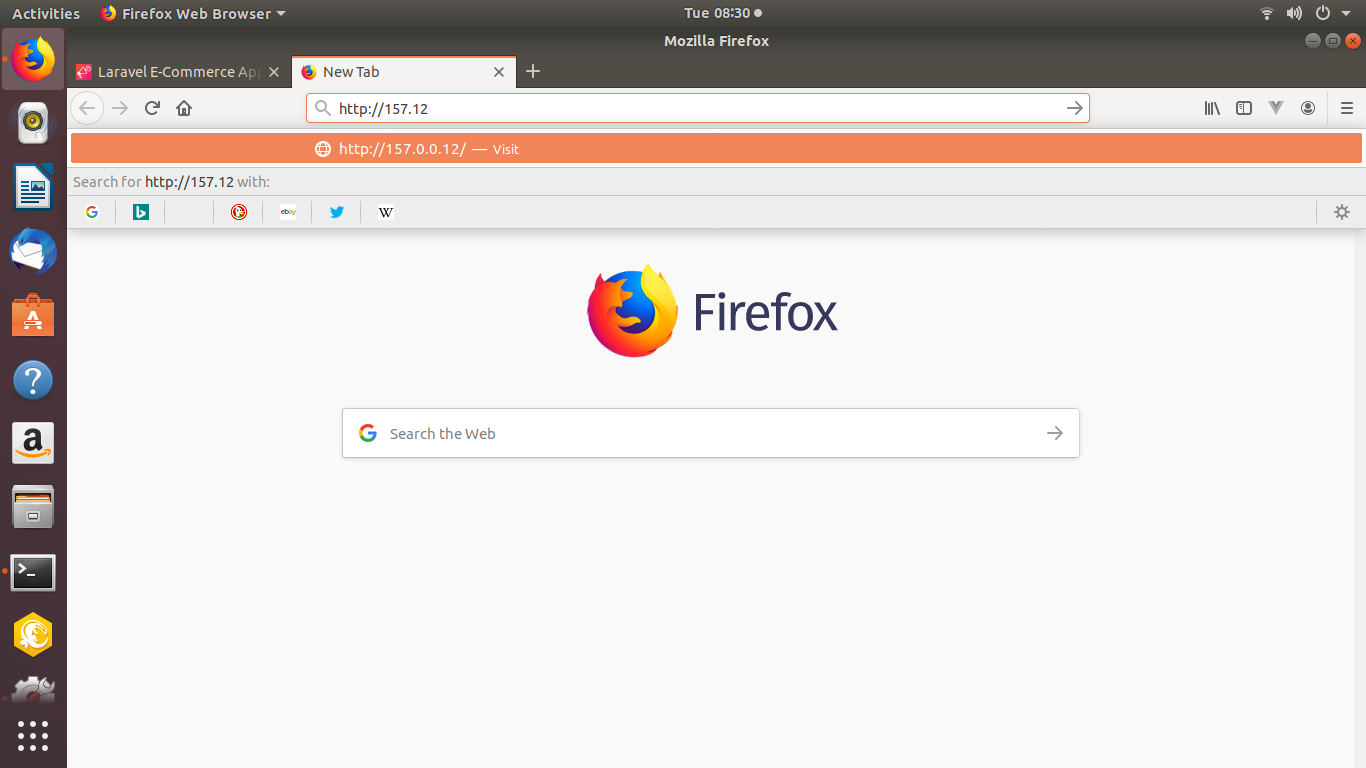 Activities Firefox Web Browser Tue 08:30
Mozilla Firefox
Laravel E-Commerce App New Tab
http://157.12
http://157.0.0.12/ — Visit
Search for http://157.12 with:
ebay W
Firefox
Search the Web